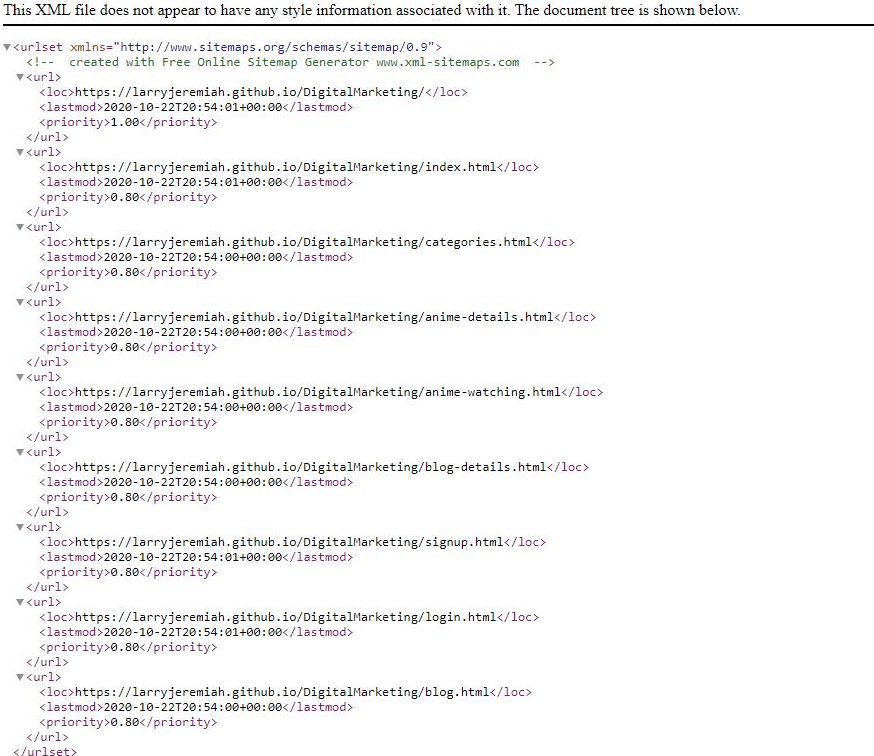 This XML file does not appear to have any style information associated with it. The document tree is shown below.
▼<urlset xmlns="http://www.sitemaps.org/schemas/sitemap/0.9">
<!--  created with Free Online Sitemap Generator www.xml-sitemaps.com  -->
▼<url>
<loc>https://larryjeremiah.github.io/DigitalMarketing/</loc>
<lastmod>2020-10-22T20:54:01+00:00</lastmod>
<priority>1.00</priority>
</url>
▼<url>
<loc>https://larryjeremiah.github.io/DigitalMarketing/index.html</loc>
<lastmod>2020-10-22T20:54:01+00:00</lastmod>
<priority>0.80</priority>
</url>
▼<url>
<loc>https://larryjeremiah.github.io/DigitalMarketing/categories.html</loc>
<lastmod>2020-10-22T20:54:00+00:00</lastmod>
<priority>0.80</priority>
</url>
▼<url>
<loc>https://larryjeremiah.github.io/DigitalMarketing/anime-details.html</loc>
<lastmod>2020-10-22T20:54:00+00:00</lastmod>
<priority>0.80</priority>
</url>
▼<url>
<loc>https://larryjeremiah.github.io/DigitalMarketing/anime-watching.html</loc>
<lastmod>2020-10-22T20:54:00+00:00</lastmod>
<priority>0.80</priority>
</url>
▼<url>
<loc>https://larryjeremiah.github.io/DigitalMarketing/blog-details.html</loc>
<lastmod>2020-10-22T20:54:00+00:00</lastmod>
<priority>0.80</priority>
</url>
▼<url>
<loc>https://larryjeremiah.github.io/DigitalMarketing/signup.html</loc>
<lastmod>2020-10-22T20:54:01+00:00</lastmod>
<priority>0.80</priority>
</url>
▼<url>
<loc>https://larryjeremiah.github.io/DigitalMarketing/login.html</loc>
<lastmod>2020-10-22T20:54:01+00:00</lastmod>
<priority>0.80</priority>
</url>
▼<url>
<loc>https://larryjeremiah.github.io/DigitalMarketing/blog.html</loc>
<lastmod>2020-10-22T20:54:00+00:00</lastmod>
<priority>0.80</priority>
</url>
</urlset>